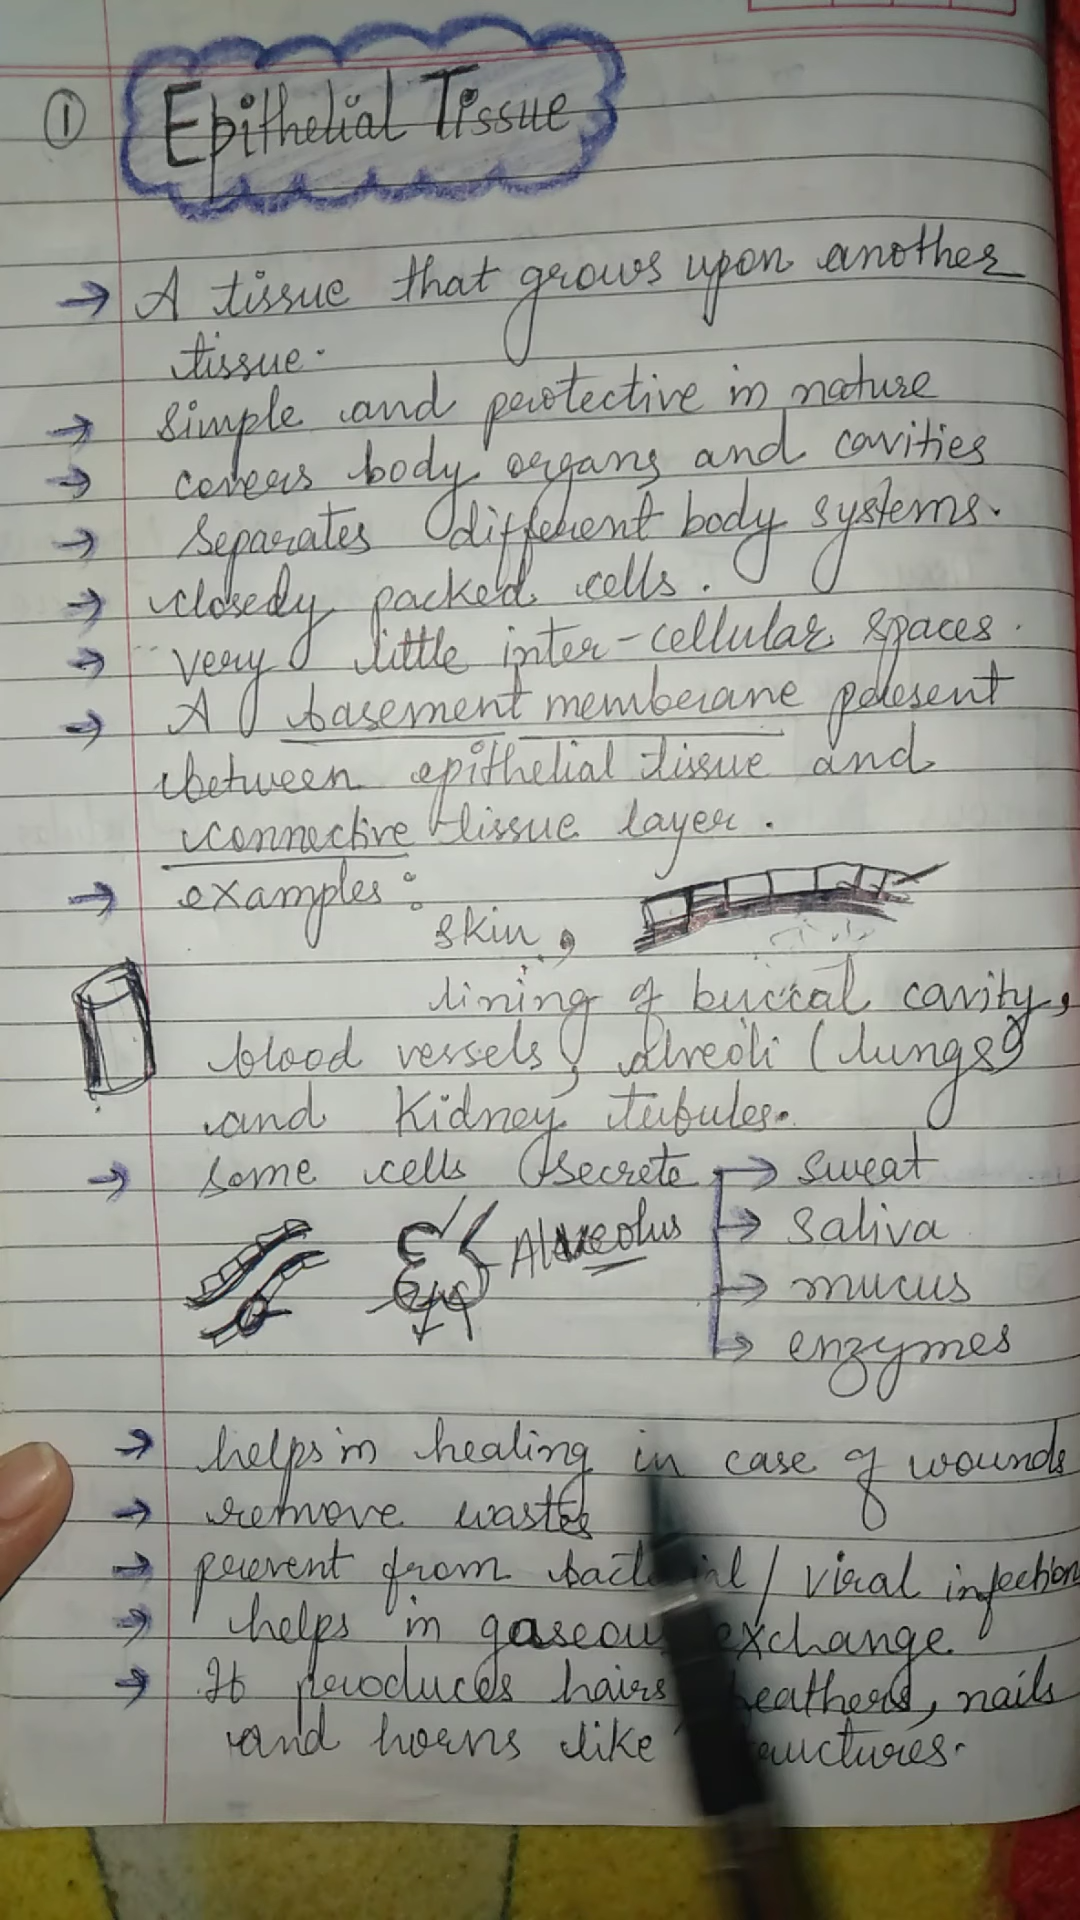 1
Epithelial Tissue
→ A tissue that grows upon another
tissue.
→ simple and protective in nature
→ covers body organs and cavities
→ separates different body systems.
→ closely packed cells.
→ very little inter-cellular spaces.
→ A basement membrane present
between epithelial tissue and
connective tissue layer.
→ examples:
skin,
lining of buccal cavity,
blood vessels, alveoli (lungs)
and Kidney tubules.
→ some cells secrete → sweat
→ saliva
Alveolus
→ mucus
→ enzymes
→ helps in healing in case of wounds
→ remove wastes
→ prevent from / viral infection
→ helps in exchange
→ It produces hairs, nails
and horns like